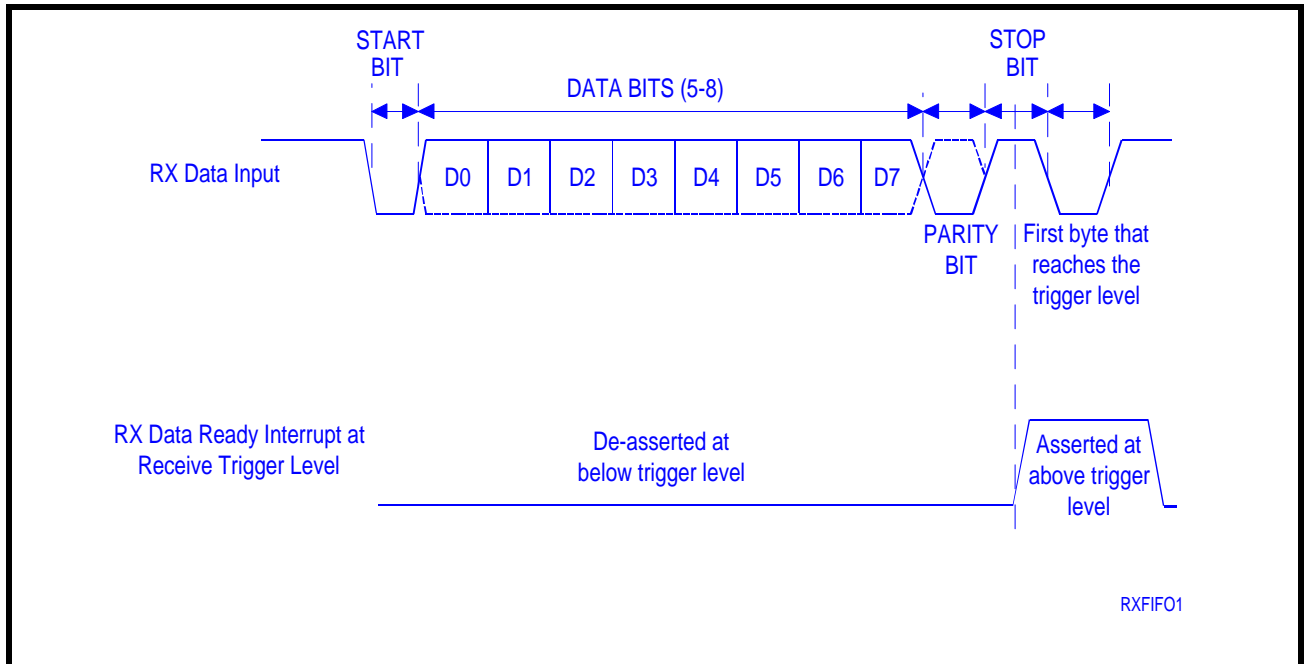 START
BIT
STOP
BIT
DATA BITS (5-8)
RX Data Input
D0
D1
D2
D3
D4
D5
D6
D7
PARITY
BIT
First byte that
reaches the
trigger level
RX Data Ready Interrupt at
Receive Trigger Level
De-asserted at
below trigger level
Asserted at
above trigger
level
RXFIFO1